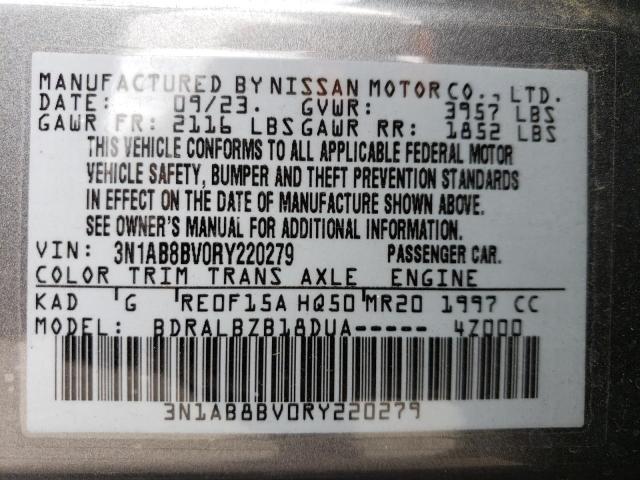 MANUFACTURED BY NISSAN MOTOR CO., LTD.
DATE: 09/23. GVWR: 3957 LBS
GAWR FR: 2116 LBS GAWR RR: 1852 LBS
THIS VEHICLE CONFORMS TO ALL APPLICABLE FEDERAL MOTOR
VEHICLE SAFETY, BUMPER AND THEFT PREVENTION STANDARDS
IN EFFECT ON THE DATE OF MANUFACTURE SHOWN ABOVE.
SEE OWNER'S MANUAL FOR ADDITIONAL INFORMATION.
VIN: 3N1AB8BV0RY220279 PASSENGER CAR.
COLOR TRIM TRANS AXLE ENGINE
KAD G RE0F15A HQ50 MR20 1997 CC
MODEL: BDRALBZB18DUA----- 4Z000
3N1AB8BV0RY220279